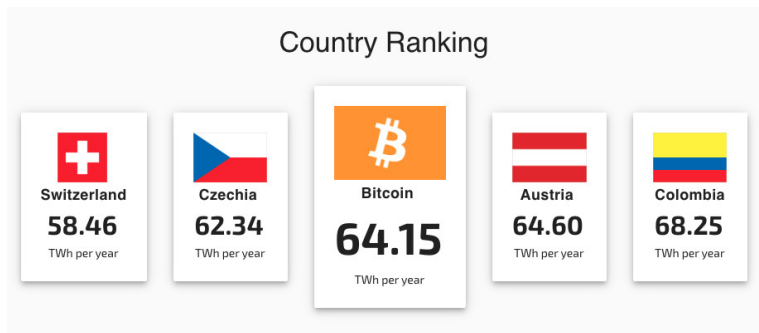 Country Ranking
Switzerland
58.46
TWh per year
Czechia
62.34
TWh per year
Bitcoin
64.15
TWh per year
Austria
64.60
TWh per year
Colombia
68.25
TWh per year